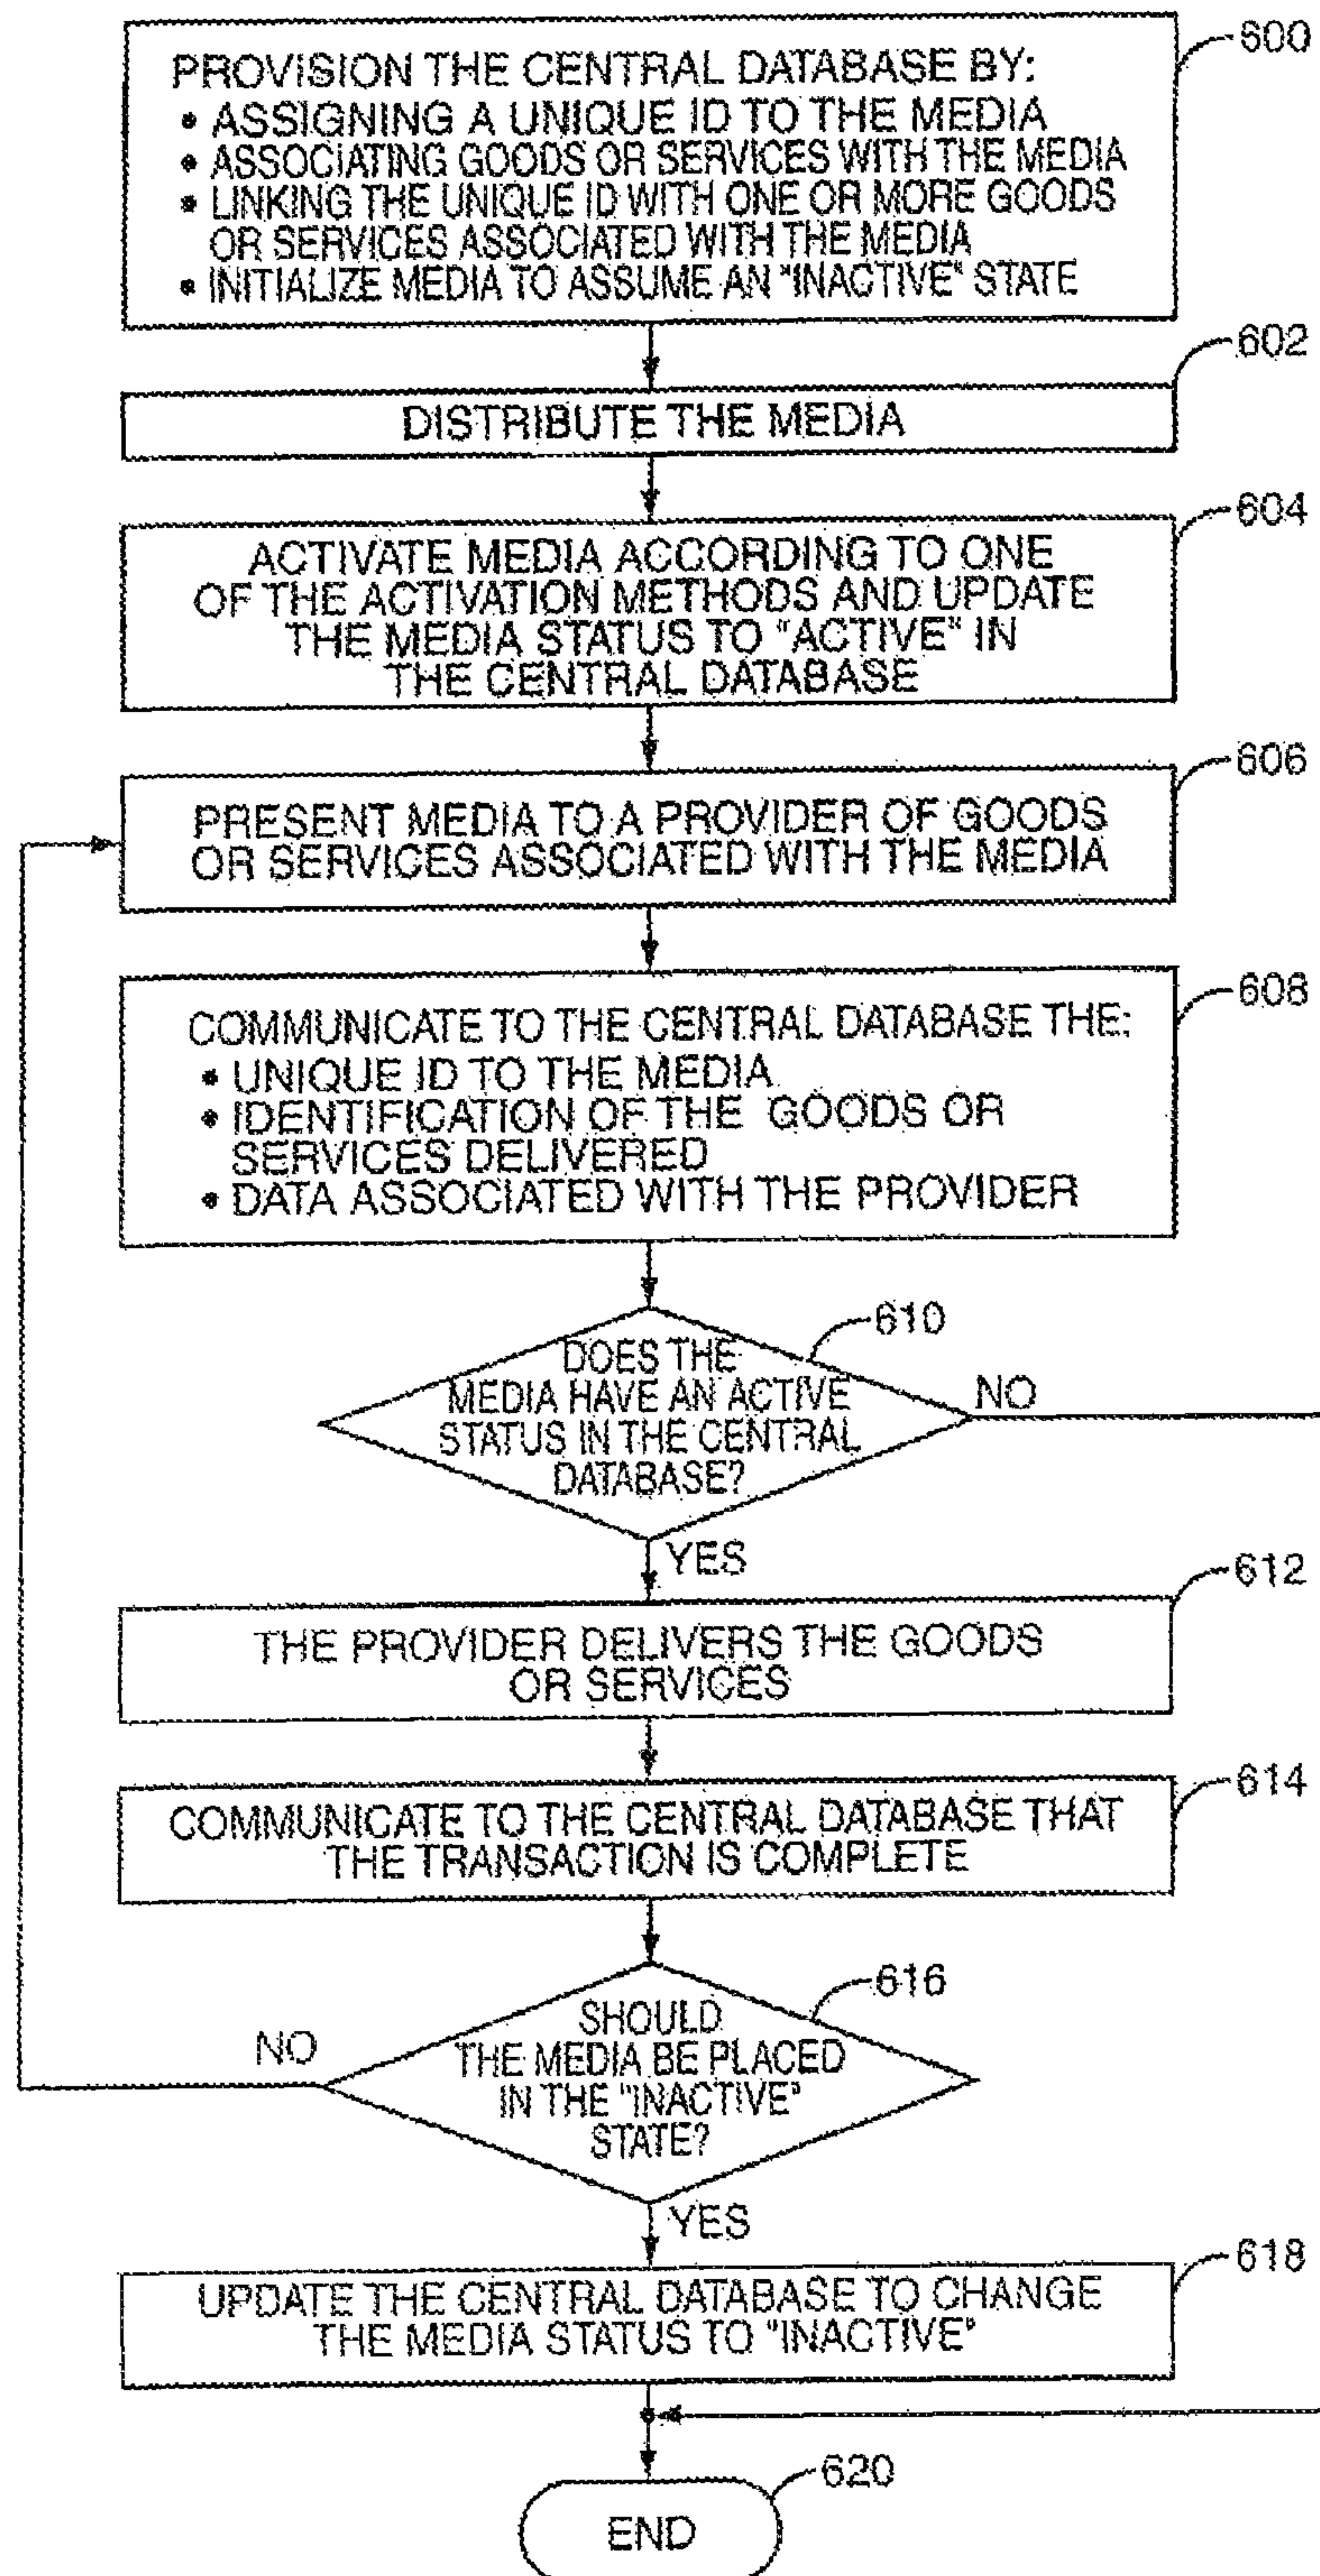 600
PROVISION THE CENTRAL DATABASE BY:
• ASSIGNING A UNIQUE ID TO THE MEDIA
• ASSOCIATING GOODS OR SERVICES WITH THE MEDIA
• LINKING THE UNIQUE ID WITH ONE OR MORE GOODS
OR SERVICES ASSOCIATED WITH THE MEDIA
• INITIALIZE MEDIA TO ASSUME AN "INACTIVE" STATE
602
DISTRIBUTE THE MEDIA
604
ACTIVATE MEDIA ACCORDING TO ONE
OF THE ACTIVATION METHODS AND UPDATE
THE MEDIA STATUS TO "ACTIVE" IN
THE CENTRAL DATABASE
606
PRESENT MEDIA TO A PROVIDER OF GOODS
OR SERVICES ASSOCIATED WITH THE MEDIA
608
COMMUNICATE TO THE CENTRAL DATABASE THE:
• UNIQUE ID TO THE MEDIA
• IDENTIFICATION OF THE GOODS OR
SERVICES DELIVERED
• DATA ASSOCIATED WITH THE PROVIDER
610
DOES THE
MEDIA HAVE AN ACTIVE
STATUS IN THE CENTRAL
DATABASE?
NO
YES
612
THE PROVIDER DELIVERS THE GOODS
OR SERVICES
614
COMMUNICATE TO THE CENTRAL DATABASE THAT
THE TRANSACTION IS COMPLETE
616
SHOULD
THE MEDIA BE PLACED
IN THE "INACTIVE"
STATE?
NO
YES
618
UPDATE THE CENTRAL DATABASE TO CHANGE
THE MEDIA STATUS TO "INACTIVE"
620
END